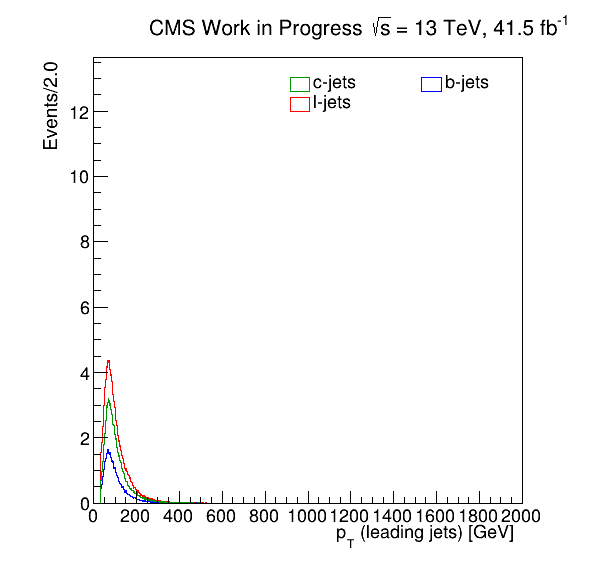 CMS Work in Progress √s = 13 TeV, 41.5 fb⁻¹
Events/2.0
c-jets b-jets
l-jets
12
10
8
6
4
2
0
0 200 400 600 800 1000 1200 1400 1600 1800 2000
p_T (leading jets) [GeV]